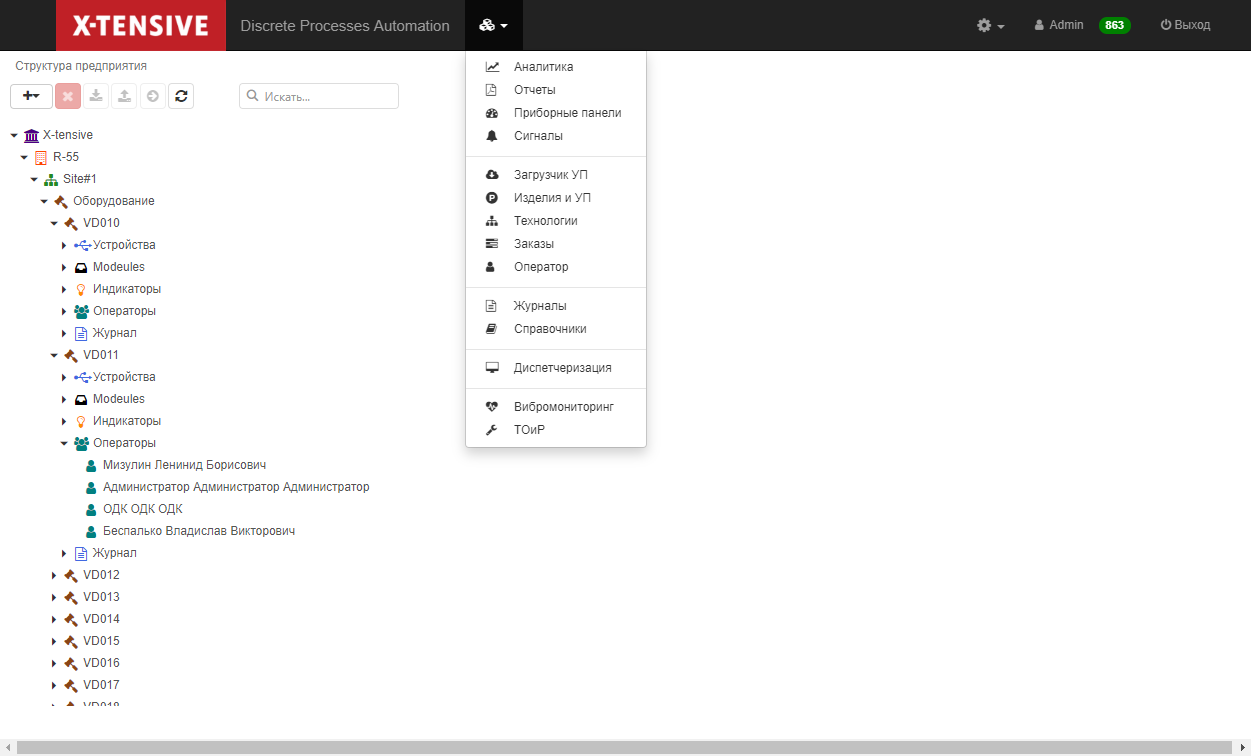 X-TENSIVE
Discrete Processes Automation
Admin
863
Выход
Структура предприятия
Искать...
X-tensive
R-55
Site#1
Оборудование
VD010
Устройства
Modeules
Индикаторы
Операторы
Журнал
VD011
Устройства
Modeules
Индикаторы
Операторы
Мизулин Ленинид Борисович
Администратор Администратор Администратор
ОДК ОДК ОДК
Беспалько Владислав Викторович
Журнал
VD012
VD013
VD014
VD015
VD016
VD017
VD018
Аналитика
Отчеты
Приборные панели
Сигналы
Загрузчик УП
Изделия и УП
Технологии
Заказы
Оператор
Журналы
Справочники
Диспетчеризация
Вибромониторинг
ТОиР